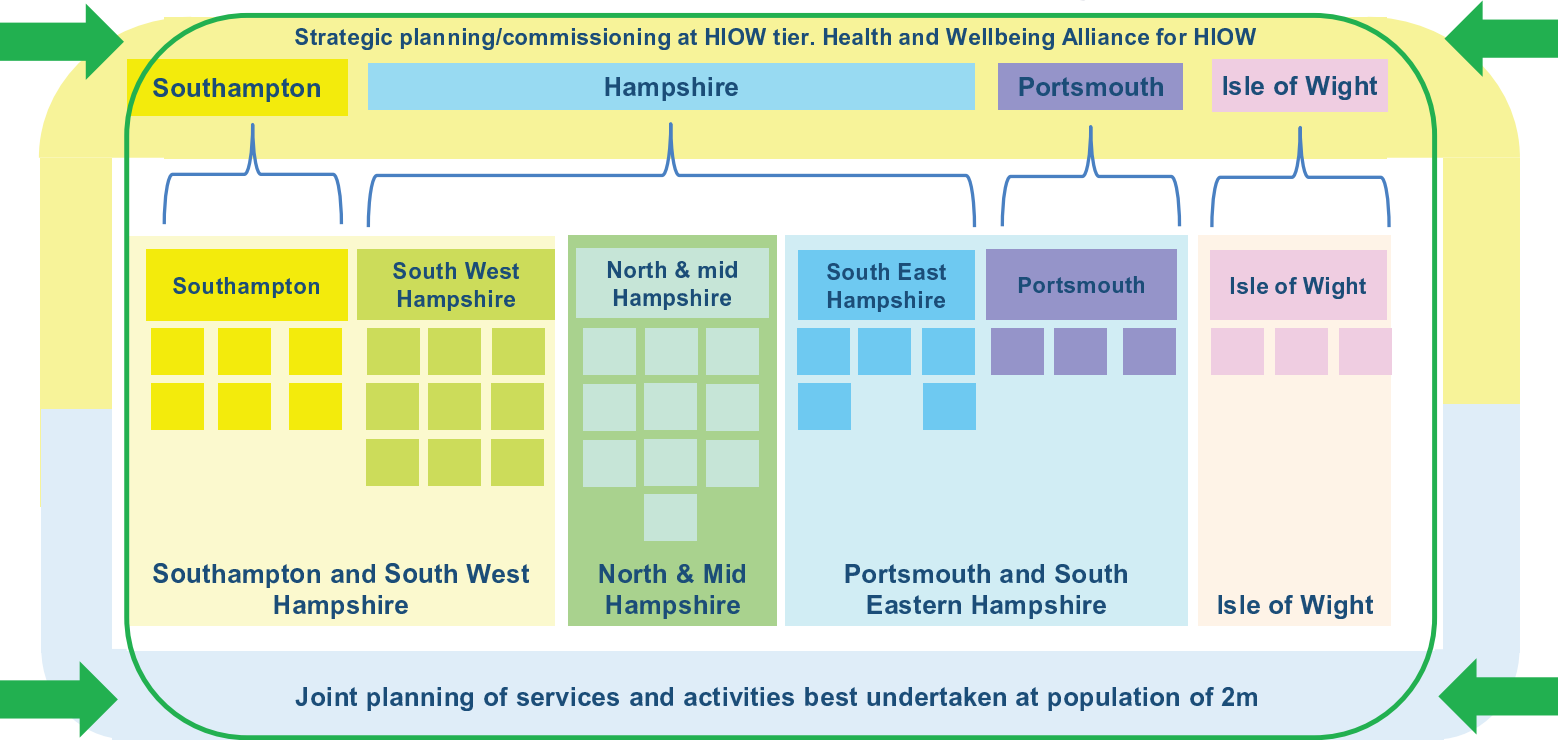 Strategic planning/commissioning at HIOW tier. Health and Wellbeing Alliance for HIOW
Southampton
Hampshire
Portsmouth
Isle of Wight
Southampton
South West
Hampshire
North & mid
Hampshire
South East
Hampshire
Portsmouth
Isle of Wight
Southampton and South West
Hampshire
North & Mid
Hampshire
Portsmouth and South
Eastern Hampshire
Isle of Wight
Joint planning of services and activities best undertaken at population of 2m